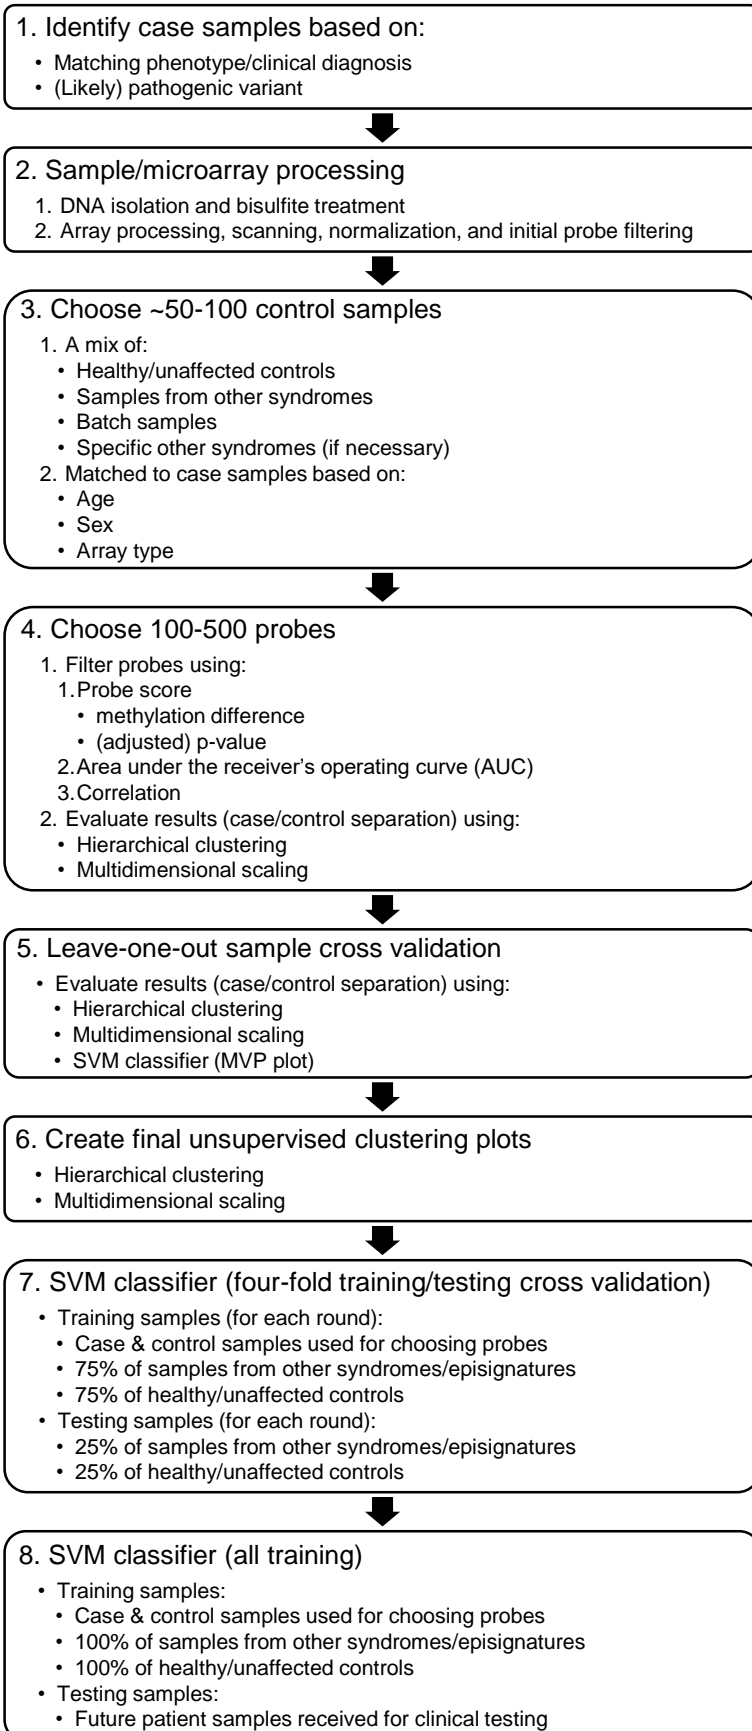 1. Identify case samples based on:
• Matching phenotype/clinical diagnosis
• (Likely) pathogenic variant
2. Sample/microarray processing
1. DNA isolation and bisulfite treatment
2. Array processing, scanning, normalization, and initial probe filtering
3. Choose ~50-100 control samples
1. A mix of:
• Healthy/unaffected controls
• Samples from other syndromes
• Batch samples
• Specific other syndromes (if necessary)
2. Matched to case samples based on:
• Age
• Sex
• Array type
4. Choose 100-500 probes
1. Filter probes using:
1.Probe score
• methylation difference
• (adjusted) p-value
2.Area under the receiver's operating curve (AUC)
3.Correlation
2. Evaluate results (case/control separation) using:
• Hierarchical clustering
• Multidimensional scaling
5. Leave-one-out sample cross validation
• Evaluate results (case/control separation) using:
• Hierarchical clustering
• Multidimensional scaling
• SVM classifier (MVP plot)
6. Create final unsupervised clustering plots
• Hierarchical clustering
• Multidimensional scaling
7. SVM classifier (four-fold training/testing cross validation)
• Training samples (for each round):
• Case & control samples used for choosing probes
• 75% of samples from other syndromes/episignatures
• 75% of healthy/unaffected controls
• Testing samples (for each round):
• 25% of samples from other syndromes/episignatures
• 25% of healthy/unaffected controls
8. SVM classifier (all training)
• Training samples:
• Case & control samples used for choosing probes
• 100% of samples from other syndromes/episignatures
• 100% of healthy/unaffected controls
• Testing samples:
• Future patient samples received for clinical testing